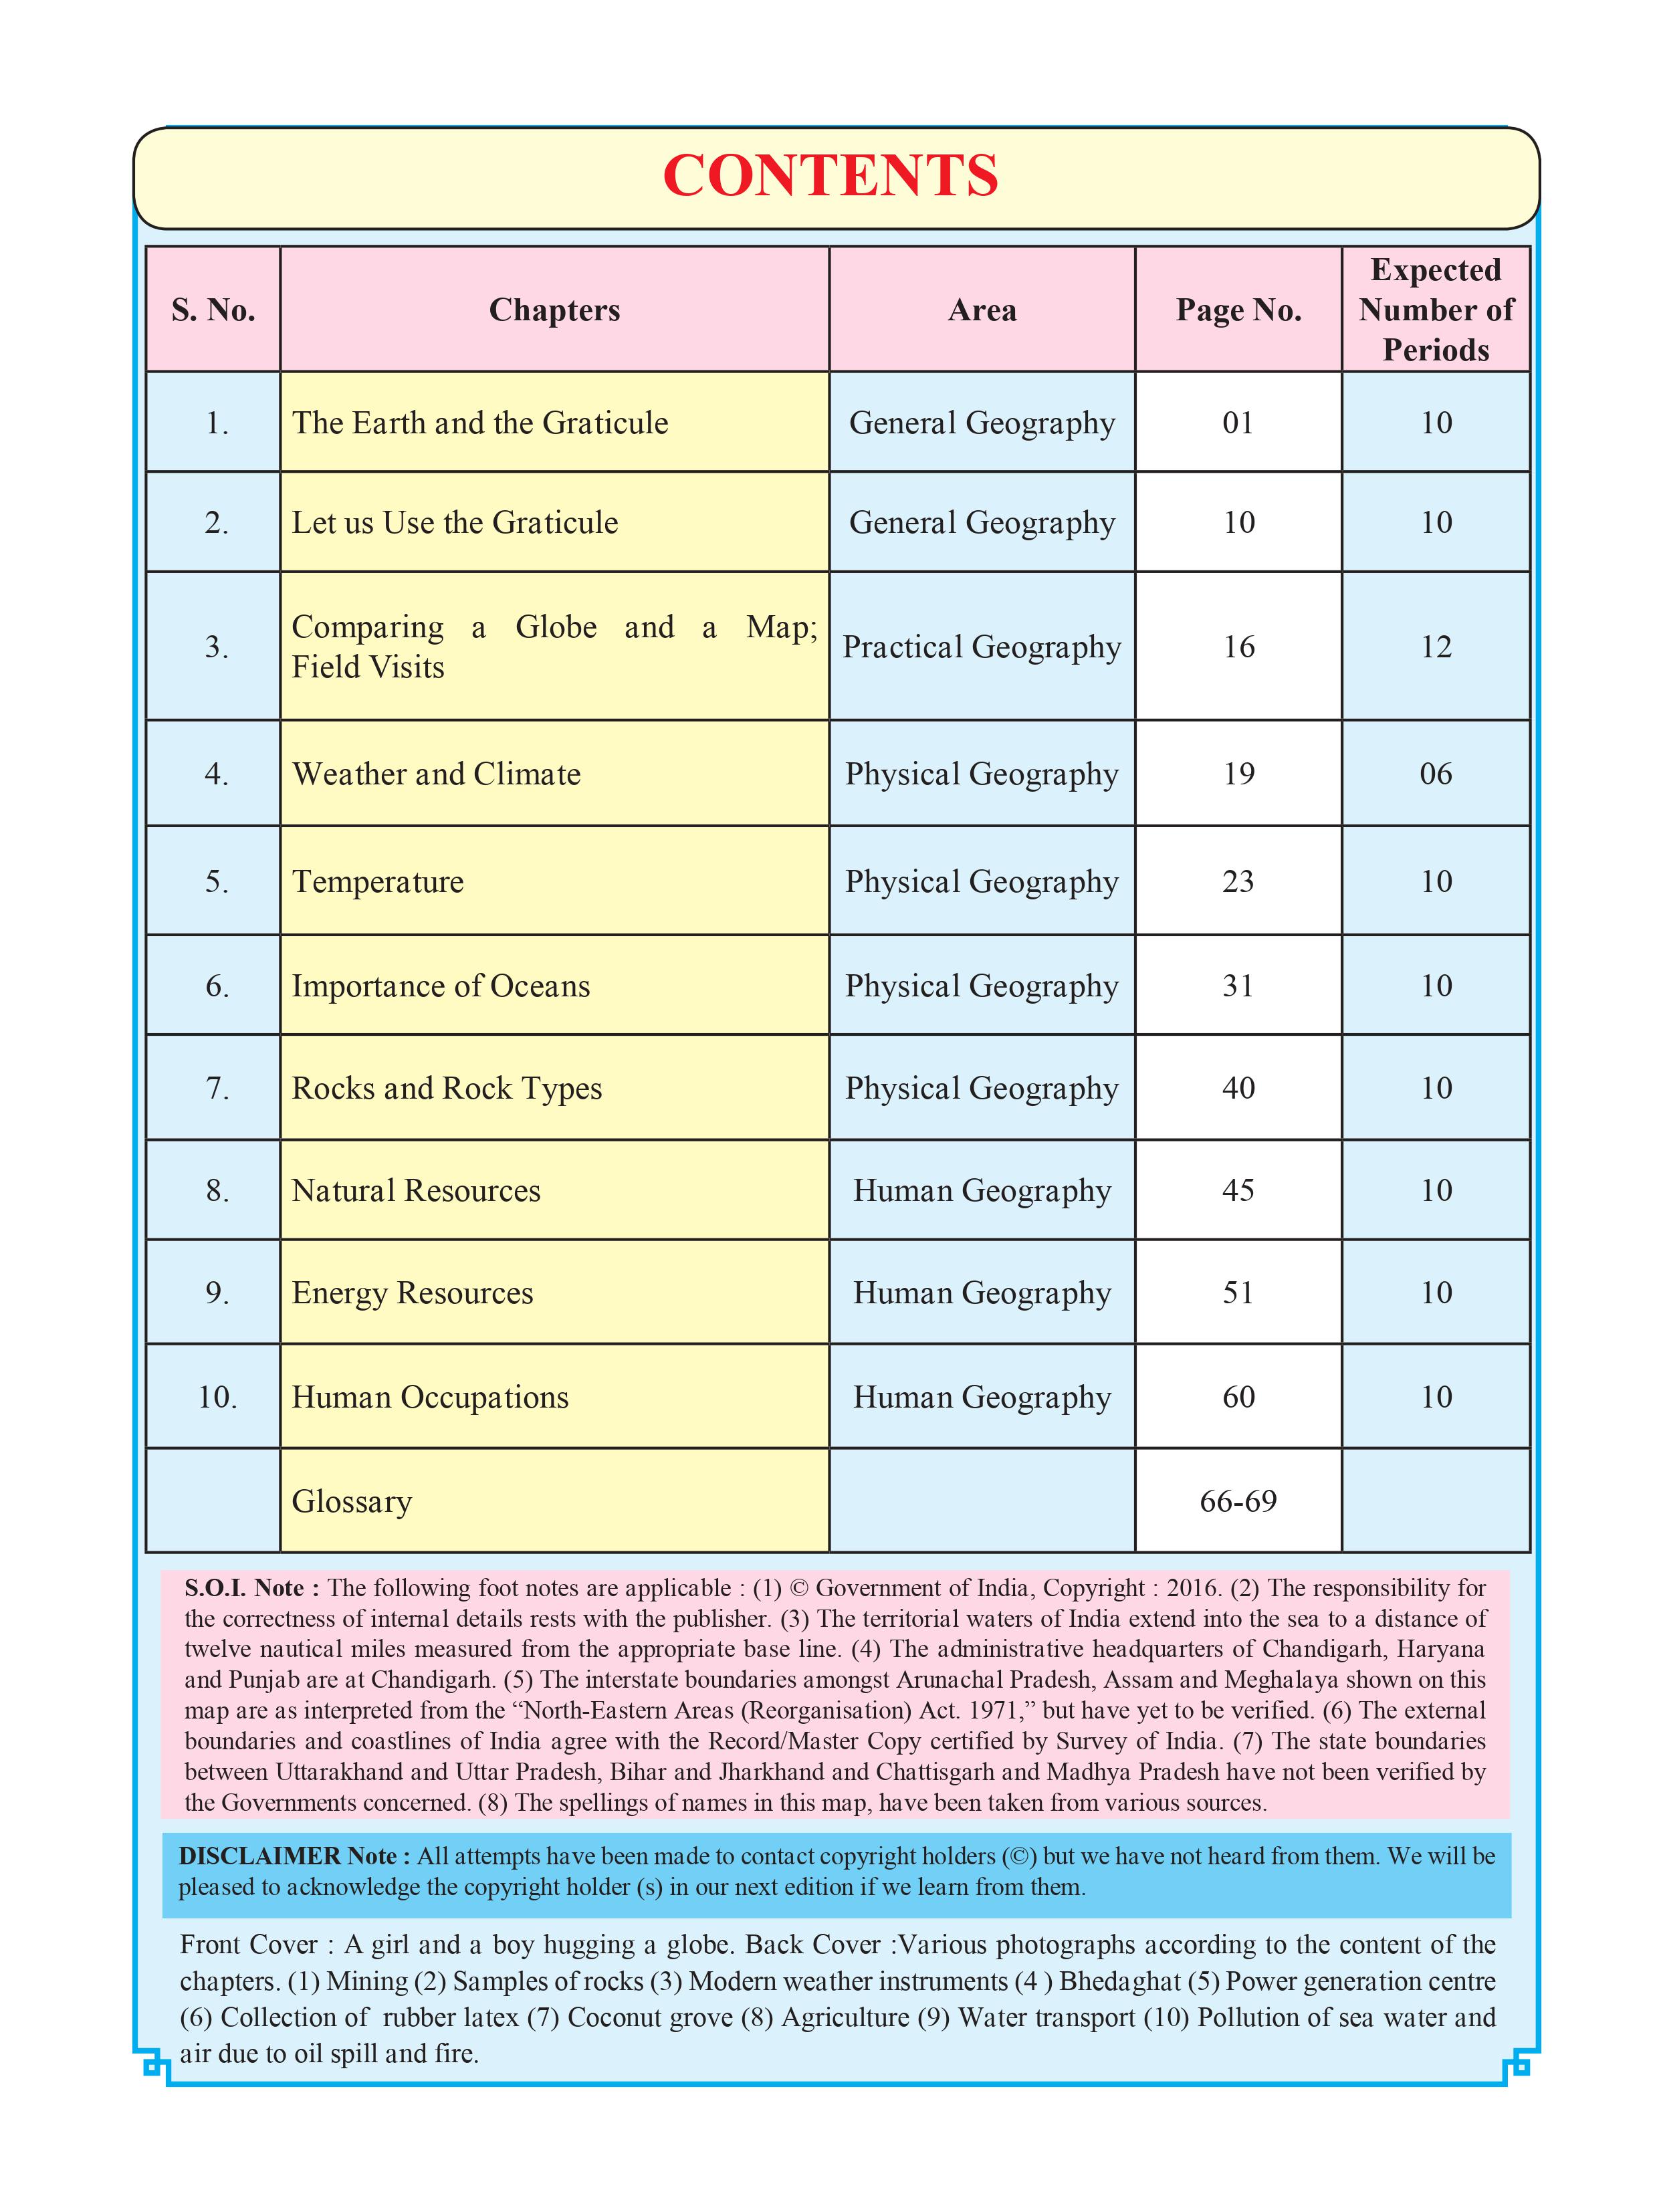 CONTENTS
S. No. Chapters Area Page No. Expected Number of Periods
1. The Earth and the Graticule General Geography 01 10
2. Let us Use the Graticule General Geography 10 10
3. Comparing a Globe and a Map; Field Visits Practical Geography 16 12
4. Weather and Climate Physical Geography 19 06
5. Temperature Physical Geography 23 10
6. Importance of Oceans Physical Geography 31 10
7. Rocks and Rock Types Physical Geography 40 10
8. Natural Resources Human Geography 45 10
9. Energy Resources Human Geography 51 10
10. Human Occupations Human Geography 60 10
Glossary 66-69
S.O.I. Note : The following foot notes are applicable : (1) © Government of India, Copyright : 2016. (2) The responsibility for
the correctness of internal details rests with the publisher. (3) The territorial waters of India extend into the sea to a distance of
twelve nautical miles measured from the appropriate base line. (4) The administrative headquarters of Chandigarh, Haryana
and Punjab are at Chandigarh. (5) The interstate boundaries amongst Arunachal Pradesh, Assam and Meghalaya shown on this
map are as interpreted from the “North-Eastern Areas (Reorganisation) Act. 1971,” but have yet to be verified. (6) The external
boundaries and coastlines of India agree with the Record/Master Copy certified by Survey of India. (7) The state boundaries
between Uttarakhand and Uttar Pradesh, Bihar and Jharkhand and Chattisgarh and Madhya Pradesh have not been verified by
the Governments concerned. (8) The spellings of names in this map, have been taken from various sources.
DISCLAIMER Note : All attempts have been made to contact copyright holders (©) but we have not heard from them. We will be
pleased to acknowledge the copyright holder (s) in our next edition if we learn from them.
Front Cover : A girl and a boy hugging a globe. Back Cover :Various photographs according to the content of the
chapters. (1) Mining (2) Samples of rocks (3) Modern weather instruments (4 ) Bhedaghat (5) Power generation centre
(6) Collection of rubber latex (7) Coconut grove (8) Agriculture (9) Water transport (10) Pollution of sea water and
air due to oil spill and fire.